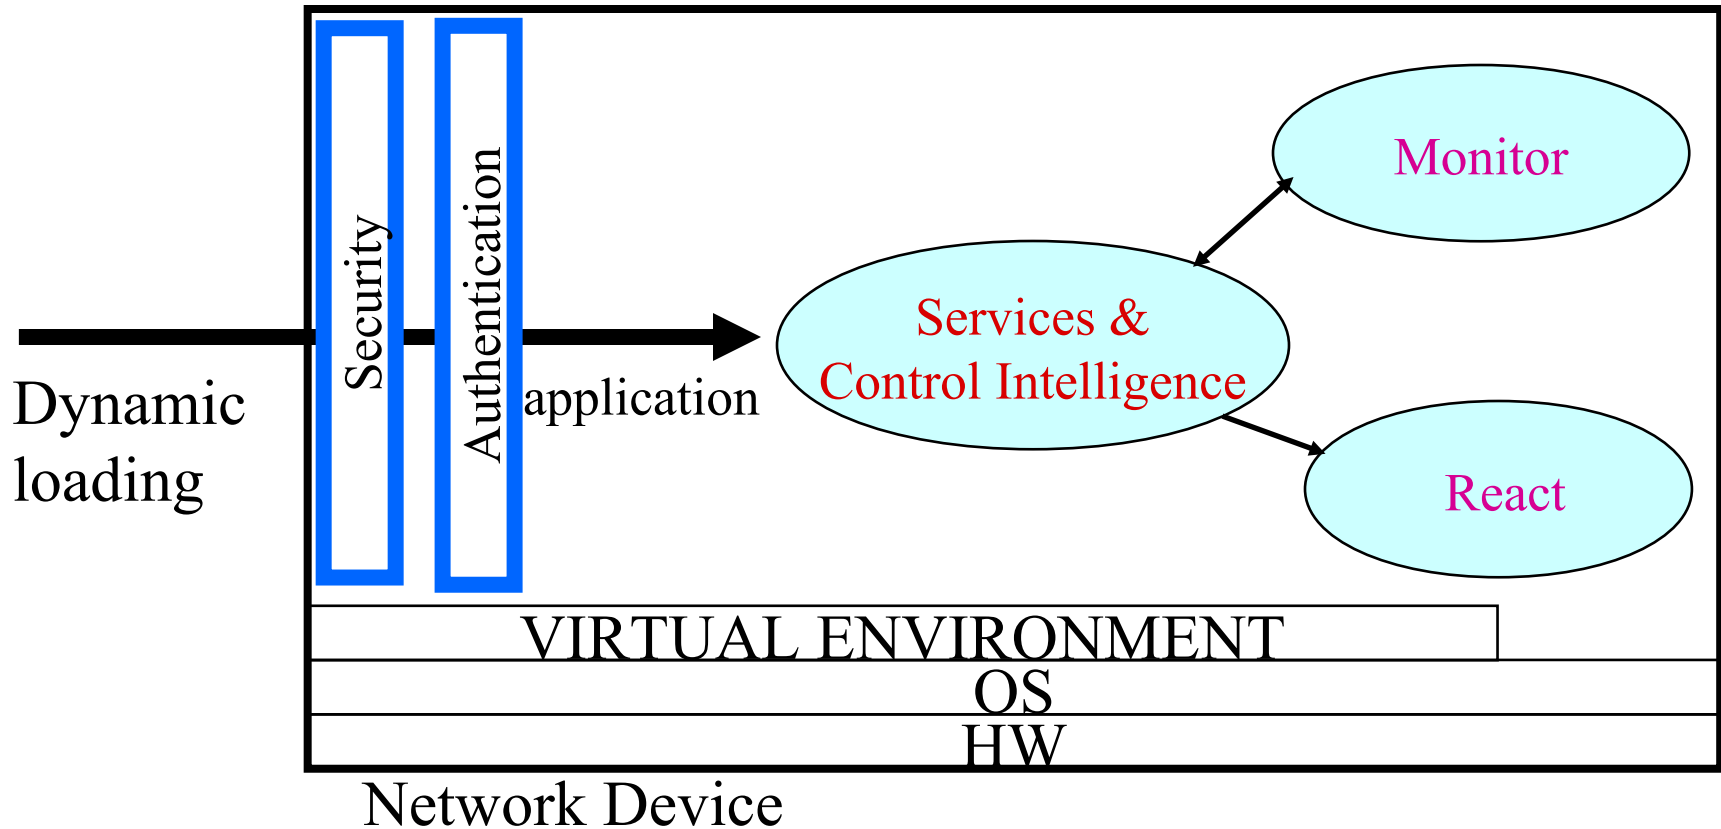 Dynamic
loading
Security
Authentication
application
Services &
Control Intelligence
Monitor
React
VIRTUAL ENVIRONMENT
OS
HW
Network Device